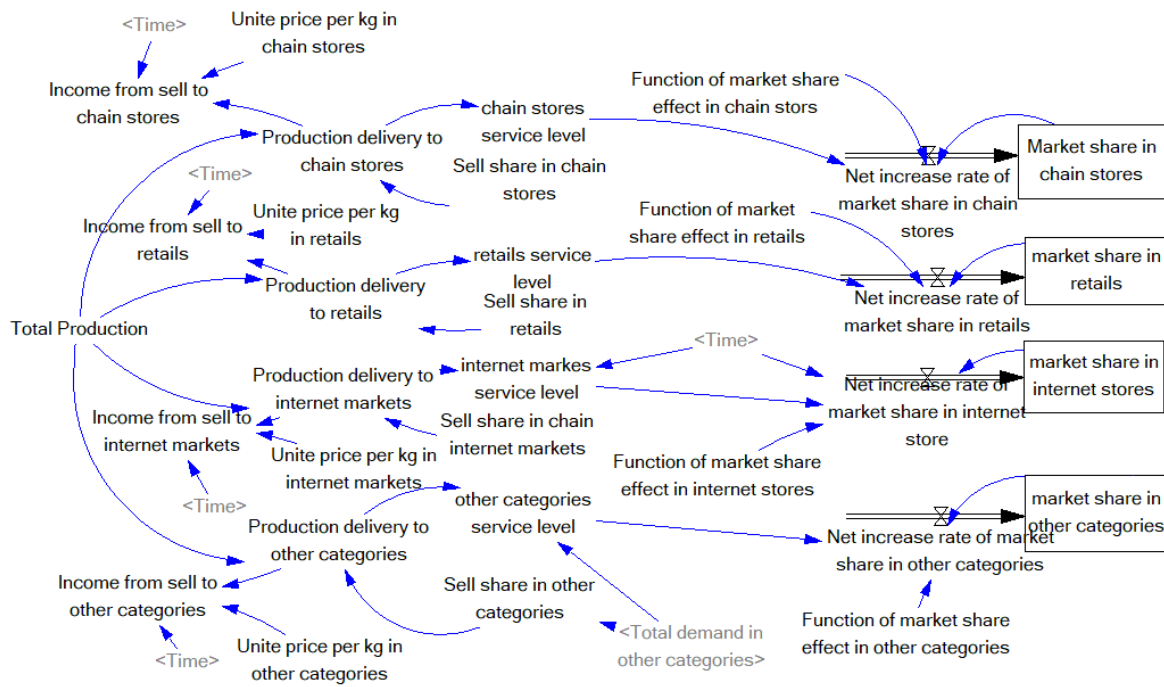 <Time>
Unite price per kg in
chain stores
Income from sell to
chain stores
Function of market share
effect in chain stors
chain stores
service level
Production delivery to
chain stores
Market share in
chain stores
Sell share in chain
stores
Net increase rate of
market share in chain
stores
<Time>
Unite price per kg
in retails
Income from sell to
retails
Function of market
share effect in retails
retails service
level
market share in
retails
Production delivery
to retails
Net increase rate of
market share in retails
Sell share in
retails
Total Production
<Time>
internet markes
service level
market share in
internet stores
Production delivery to
internet markets
Net increase rate of
market share in internet
store
Income from sell to
internet markets
Sell share in chain
internet markets
Unite price per kg in
internet markets
Function of market share
effect in internet stores
<Time>
other categories
service level
market share in
other categories
Production delivery to
other categories
Net increase rate of market
share in other categories
Income from sell to
other categories
Sell share in other
categories
Function of market share
effect in other categories
Unite price per kg in
other categories
<Total demand in
other categories>
<Time>